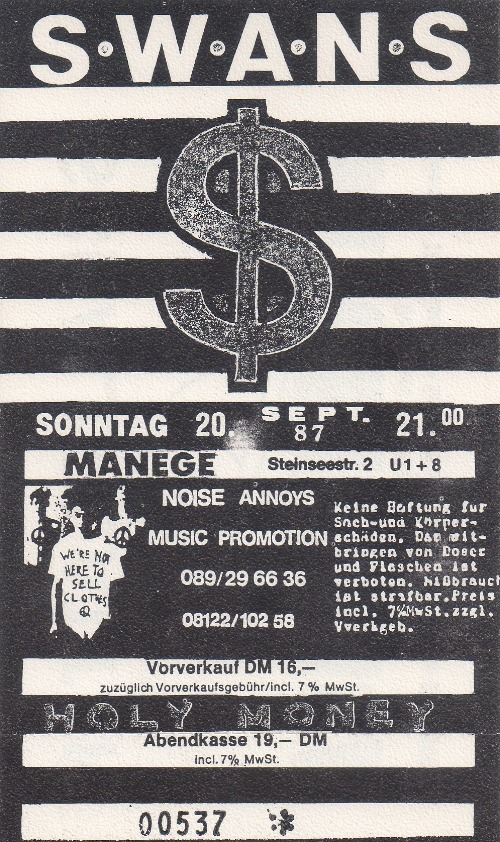 S·W·A·N·S
$
SONNTAG 20. SEPT. 87 21.00
MANEGE Steinseestr. 2 U1+8
NOISE ANNOYS
MUSIC PROMOTION
089/29 66 36
08122/102 58
WE'RE NOT
HERE TO
SELL
CLOTHES
Keine Haftung für
Sach-und Körper-
schäden. Das mit-
bringen von Dosen
und Flaschen ist
verboten. Mißbrauch
ist strafbar.Preis
incl. 7%MwSt.zzgl.
Vverkgeb.
Vorverkauf DM 16,—
zuzüglich Vorverkaufsgebühr/incl. 7% MwSt.
HOLY MONEY
Abendkasse 19,— DM
incl. 7% MwSt.
00537